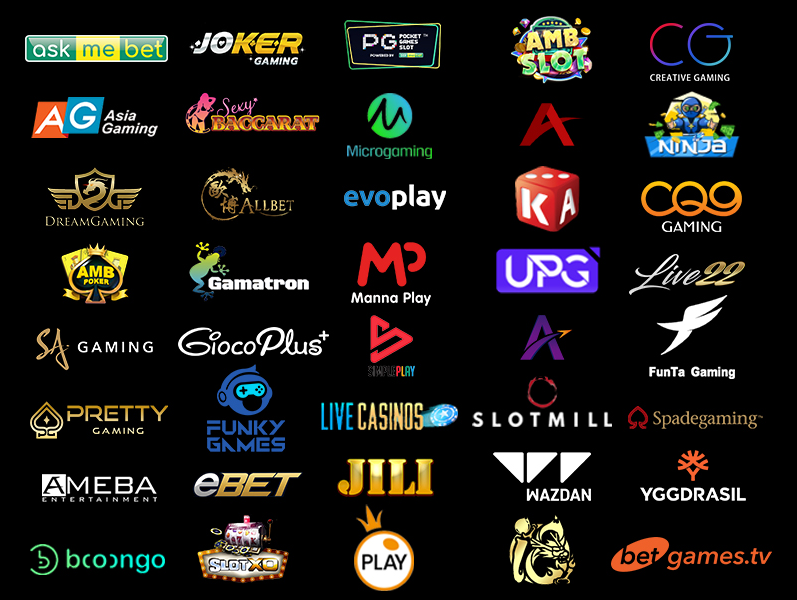 ask me bet
JOKER
GAMING
PG POCKET
GAMES
SLOT
AMB
SLOT
CG
CREATIVE GAMING
AG Asia
Gaming
Sexy
BACCARAT
Microgaming
NINJA
DREAMGAMING
歐
博 ALLBET
evoplay
KA
CQ9
GAMING
AMB
POKER
Gamatron
Manna Play
UPG
Live22
SA GAMING
GiocoPlus+
SIMPLEPLAY
FunTa Gaming
PRETTY
GAMING
FUNKY
GAMES
LIVE CASINOS
SLOTMILL
Spadegaming™
AMEBA
ENTERTAINMENT
eBET
JILI
WAZDAN
YGGDRASIL
booongo
SLOTXO
PLAY
betgames.tv